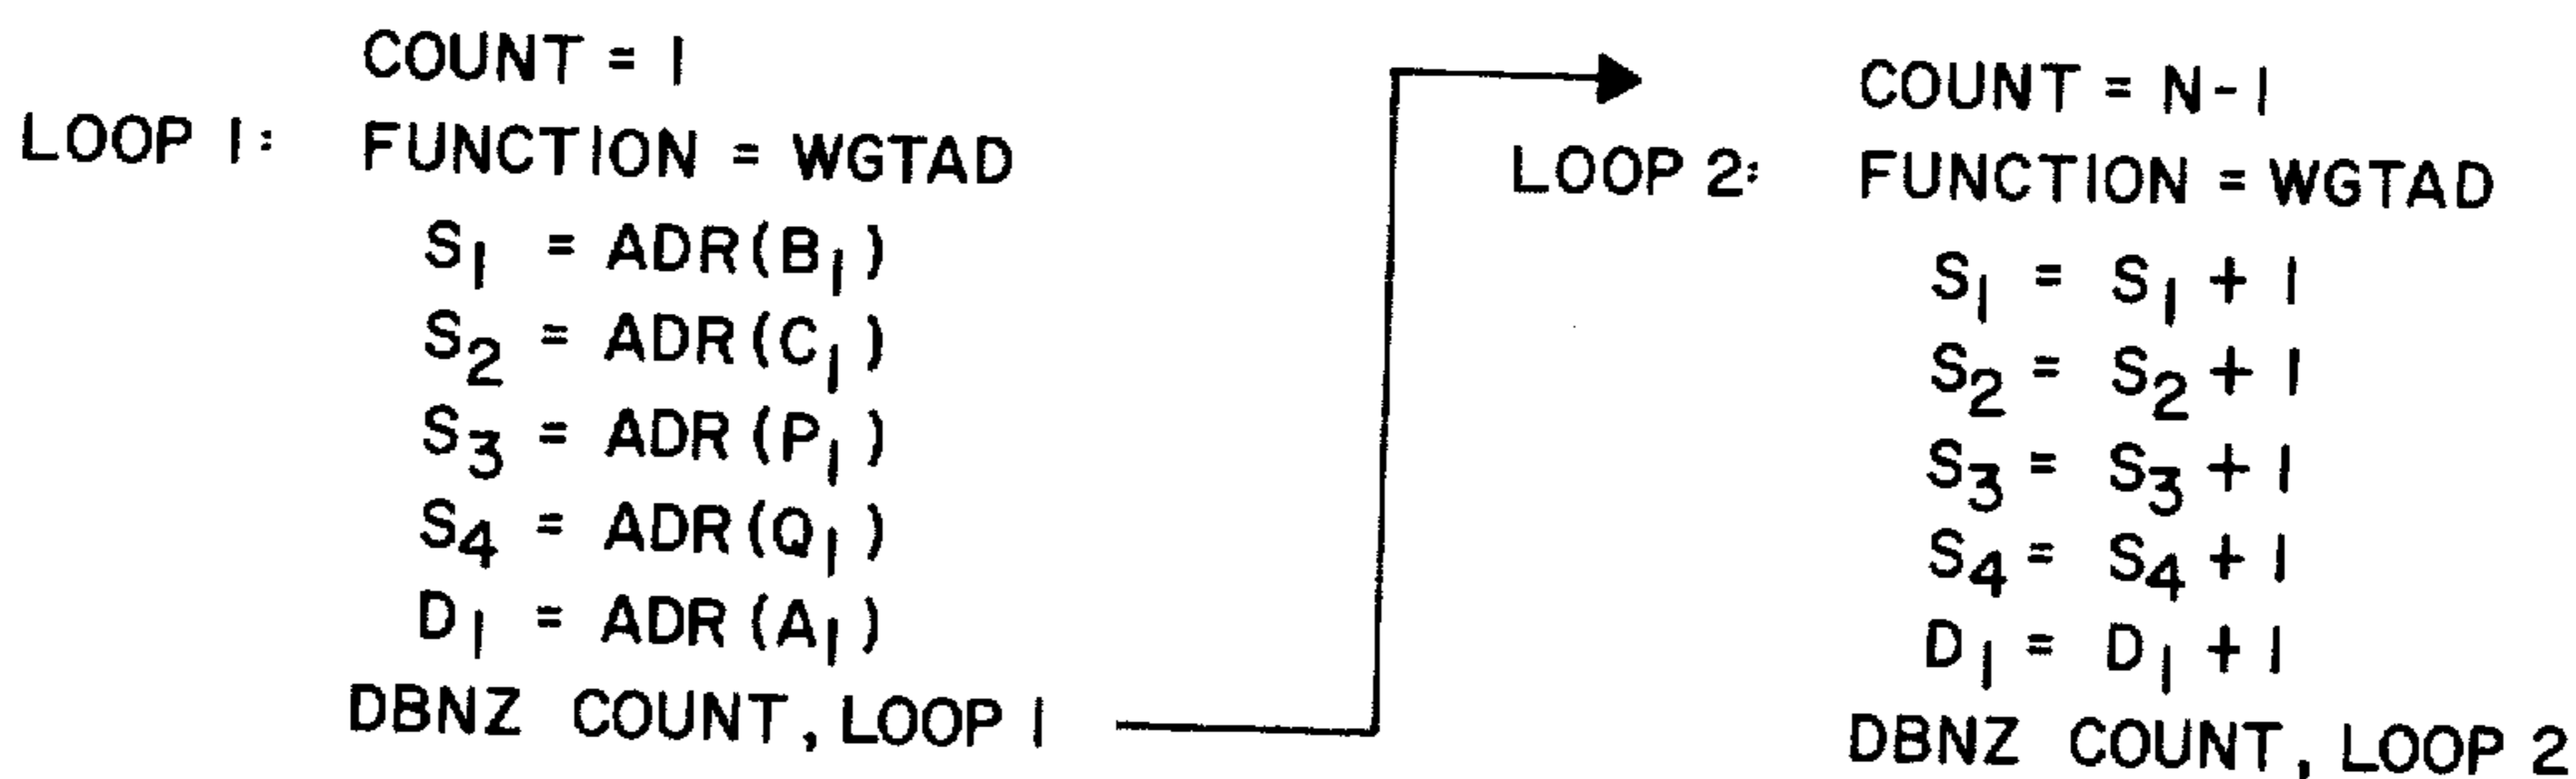 COUNT = 1
LOOP 1: FUNCTION = WGTAD
S₁ = ADR(B₁)
S₂ = ADR(C₁)
S₃ = ADR(P₁)
S₄ = ADR(Q₁)
D₁ = ADR(A₁)
DBNZ COUNT, LOOP 1
COUNT = N-1
LOOP 2: FUNCTION = WGTAD
S₁ = S₁ + 1
S₂ = S₂ + 1
S₃ = S₃ + 1
S₄ = S₄ + 1
D₁ = D₁ + 1
DBNZ COUNT, LOOP 2